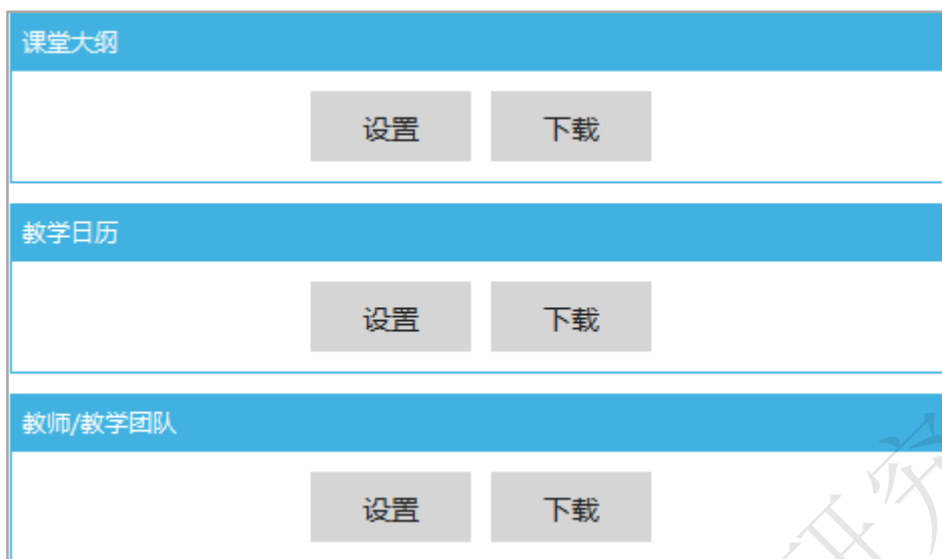 课堂大纲
设置 下载
教学日历
设置 下载
教师/教学团队
设置 下载